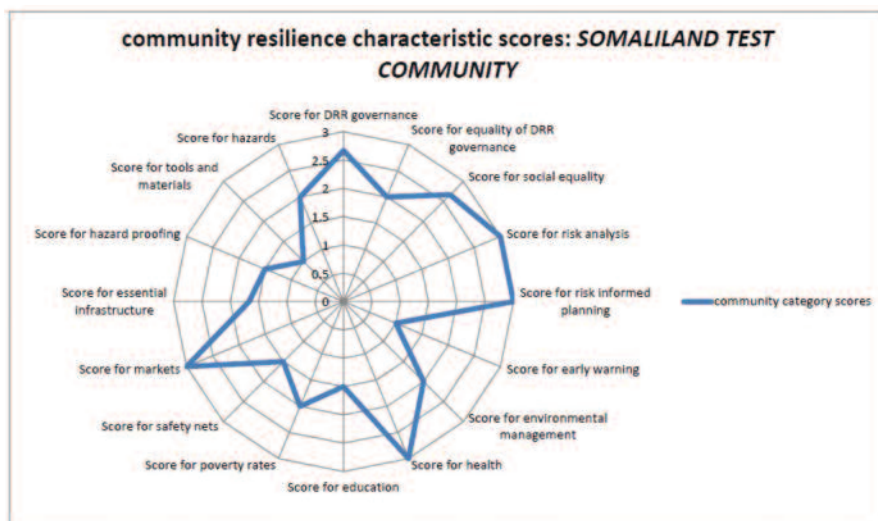 community resilience characteristic scores: SOMALILAND TEST
COMMUNITY
Score for DRR governance
Score for hazards
Score for equality of DRR
governance
Score for tools and
materials
Score for social equality
Score for hazard proofing
Score for risk analysis
Score for essential
infrastructure
Score for risk informed
planning
Score for markets
Score for early warning
Score for safety nets
Score for environmental
management
Score for poverty rates
Score for health
Score for education
3
2.5
2
1.5
1
0.5
0
community category scores